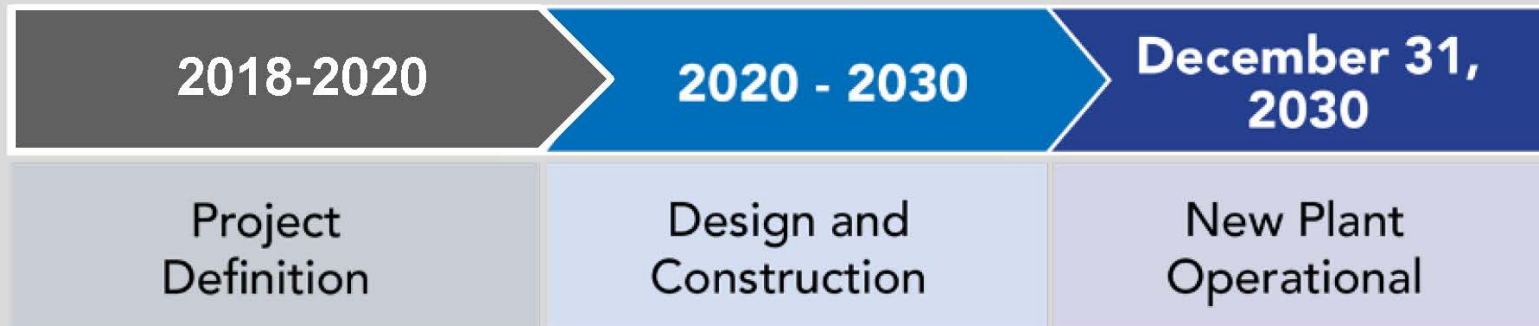 2018-2020
2020 - 2030
December 31,
2030
Project
Definition
Design and
Construction
New Plant
Operational